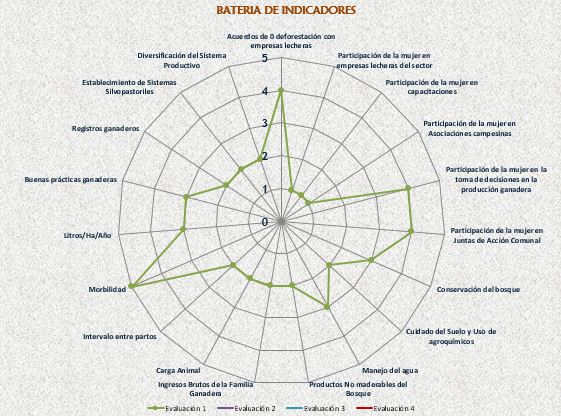 BATERIA DE INDICADORES
Acuerdos de 0 deforestación con
empresas lecheras
Participación de la mujer en
empresas lecheras del sector
Participación de la mujer en
capacitaciones
Participación de la mujer en
Asociaciones campesinas
Participación de la mujer en la
toma de decisiones en la
producción ganadera
Participación de la mujer en
Juntas de Acción Comunal
Conservación del bosque
Cuidado del Suelo y Uso de
agroquímicos
Manejo del agua
Productos No maderables del
Bosque
Ingresos Brutos de la Familia
Ganadera
Carga Animal
Intervalo entre partos
Morbilidad
Litros/Ha/Año
Buenas prácticas ganaderas
Registros ganaderos
Establecimiento de Sistemas
Silvopastoriles
Diversificación del Sistema
Productivo
5
4
3
2
1
0
Evaluación 1 Evaluación 2 Evaluación 3 Evaluación 4